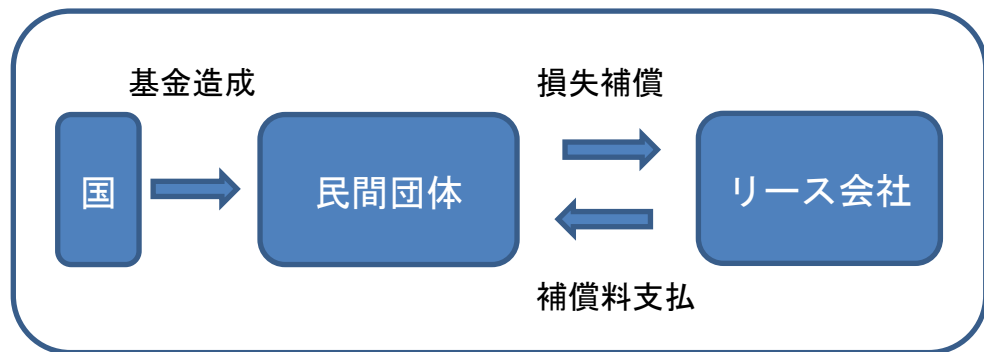 基金造成
損失補償
国
民間団体
リース会社
補償料支払